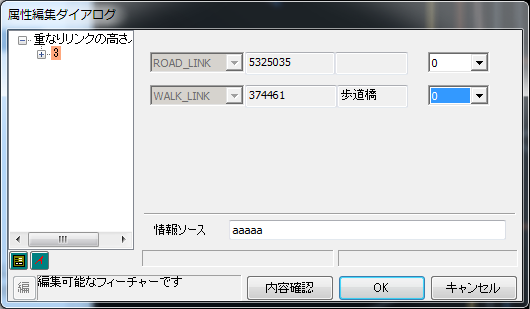 属性編集ダイアログ
重なりリンクの高さ
3
ROAD_LINK 5325035 0
WALK_LINK 374461 歩道橋 0
情報ソース aaaaa
編 編集可能なフィーチャーです 内容確認 OK キャンセル